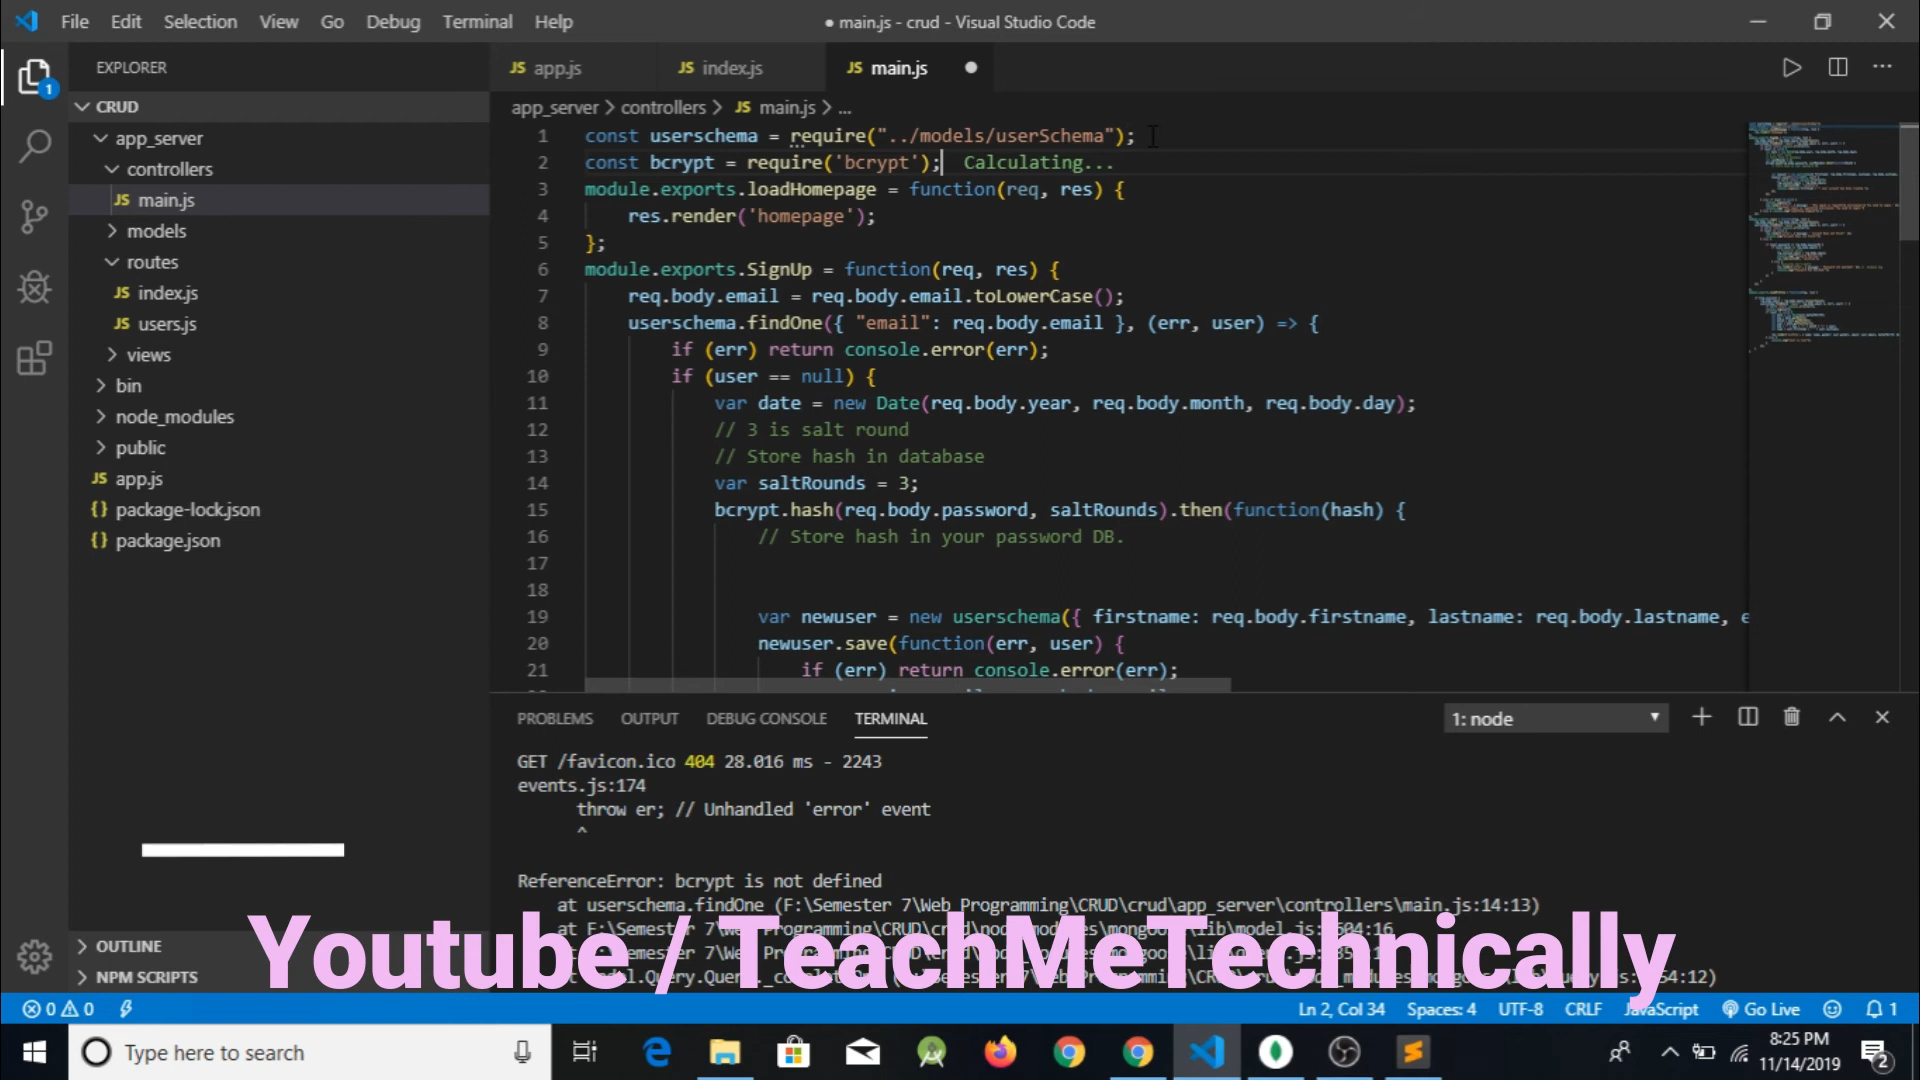 File Edit Selection View Go Debug Terminal Help
● main.js - crud - Visual Studio Code
EXPLORER
1
CRUD
app_server
controllers
JS main.js
models
routes
JS index.js
JS users.js
views
bin
node_modules
public
JS app.js
{} package-lock.json
{} package.json
OUTLINE
NPM SCRIPTS
JS app.js JS index.js JS main.js
app_server > controllers > JS main.js > ...
1 const userschema = require("../models/userSchema");
2 const bcrypt = require('bcrypt'); Calculating...
3 module.exports.loadHomepage = function(req, res) {
4 res.render('homepage');
5 };
6 module.exports.SignUp = function(req, res) {
7 req.body.email = req.body.email.toLowerCase();
8 userschema.findOne({ "email": req.body.email }, (err, user) => {
9 if (err) return console.error(err);
10 if (user == null) {
11 var date = new Date(req.body.year, req.body.month, req.body.day);
12 // 3 is salt round
13 // Store hash in database
14 var saltRounds = 3;
15 bcrypt.hash(req.body.password, saltRounds).then(function(hash) {
16 // Store hash in your password DB.
17
18
19 var newuser = new userschema({ firstname: req.body.firstname, lastname: req.body.lastname, e
20 newuser.save(function(err, user) {
21 if (err) return console.error(err);
PROBLEMS OUTPUT DEBUG CONSOLE TERMINAL
1: node
GET /favicon.ico 404 28.016 ms - 2243
events.js:174
throw er; // Unhandled 'error' event
^
ReferenceError: bcrypt is not defined
at userschema.findOne (F:\Semester 7\Web Programming\CRUD\crud\app_server\controllers\main.js:14:13)
Youtube / TeachMeTechnically
0 0
Ln 2, Col 34 Spaces: 4 UTF-8 CRLF JavaScript Go Live 1
Type here to search
8:25 PM
11/14/2019
2